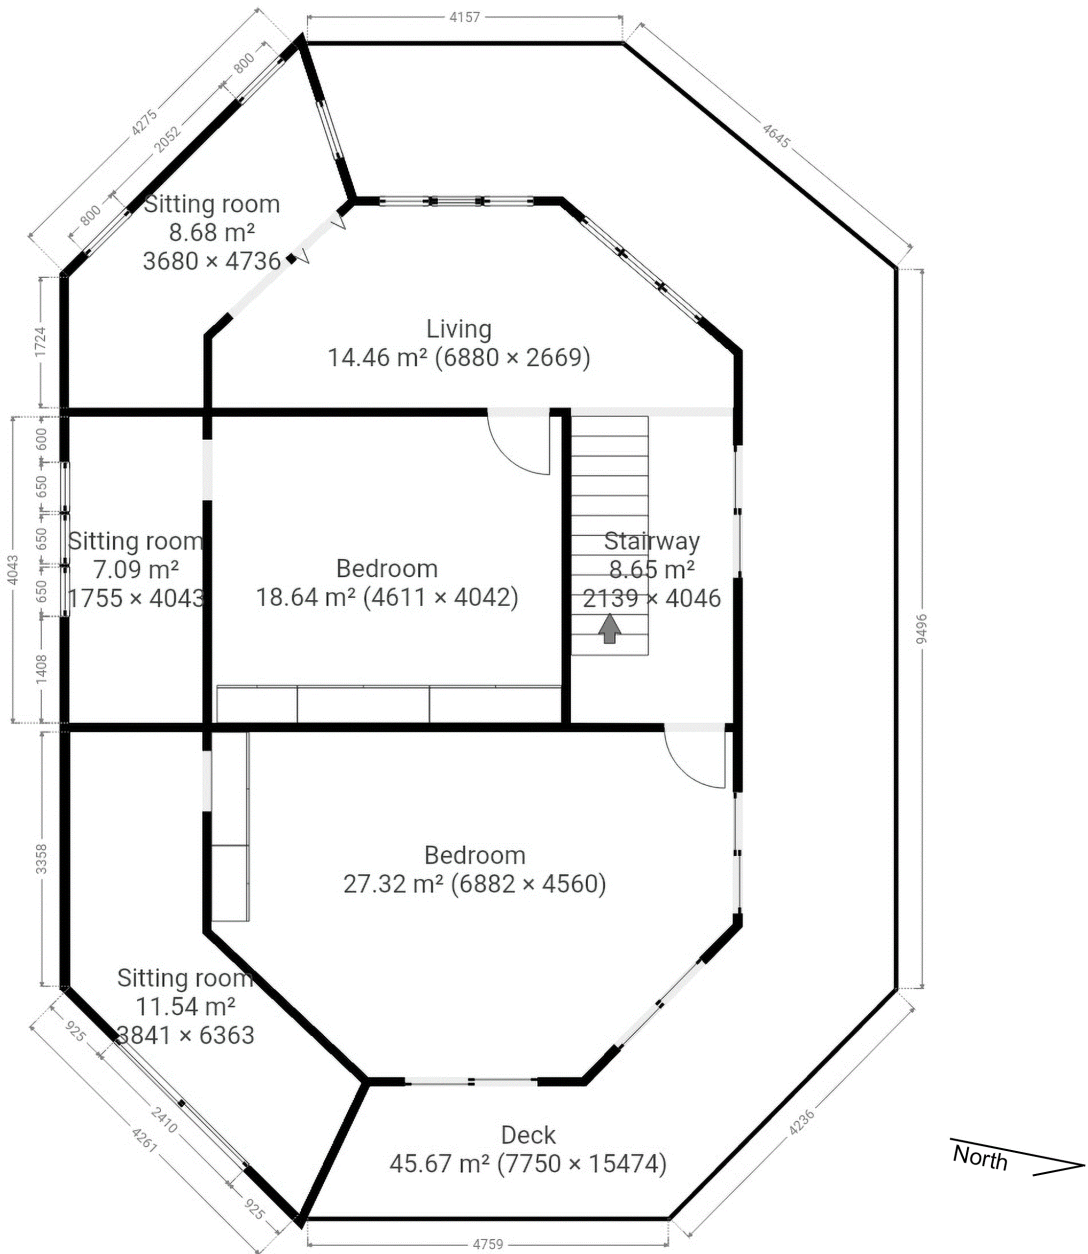 4157
800
4275
2052
4645
800
Sitting room
8.68 m²
3680 × 4736
1724
Living
14.46 m² (6880 × 2669)
600
650
650
650
4043
1408
Sitting room
7.09 m²
1755 × 4043
Bedroom
18.64 m² (4611 × 4042)
Stairway
8.65 m²
2139 × 4046
9496
3358
Bedroom
27.32 m² (6882 × 4560)
Sitting room
11.54 m²
3841 × 6363
925
2410
4261
925
Deck
45.67 m² (7750 × 15474)
4236
4759
North